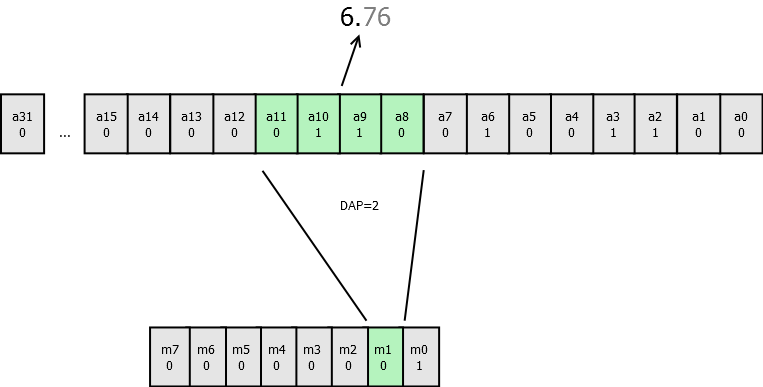 6.76
a31 ... a15 a14 a13 a12 a11 a10 a9 a8 a7 a6 a5 a4 a3 a2 a1 a0
0 0 0 0 0 0 1 1 0 0 1 0 0 1 1 0 0
DAP=2
m7 m6 m5 m4 m3 m2 m1 m0
0 0 0 0 0 0 0 1